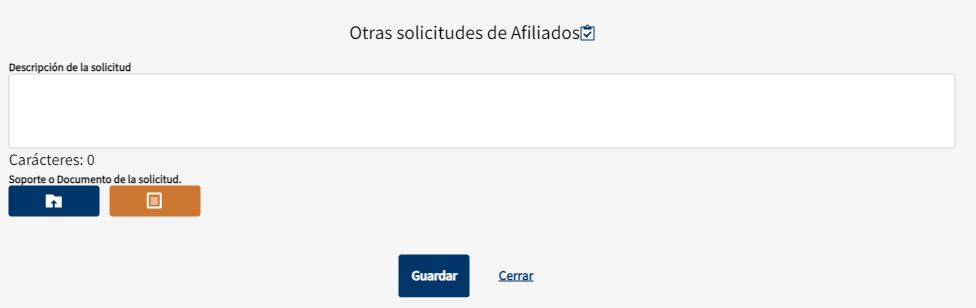 Otras solicitudes de Afiliados
Descripción de la solicitud
Carácteres: 0
Soporte o Documento de la solicitud.
Guardar
Cerrar